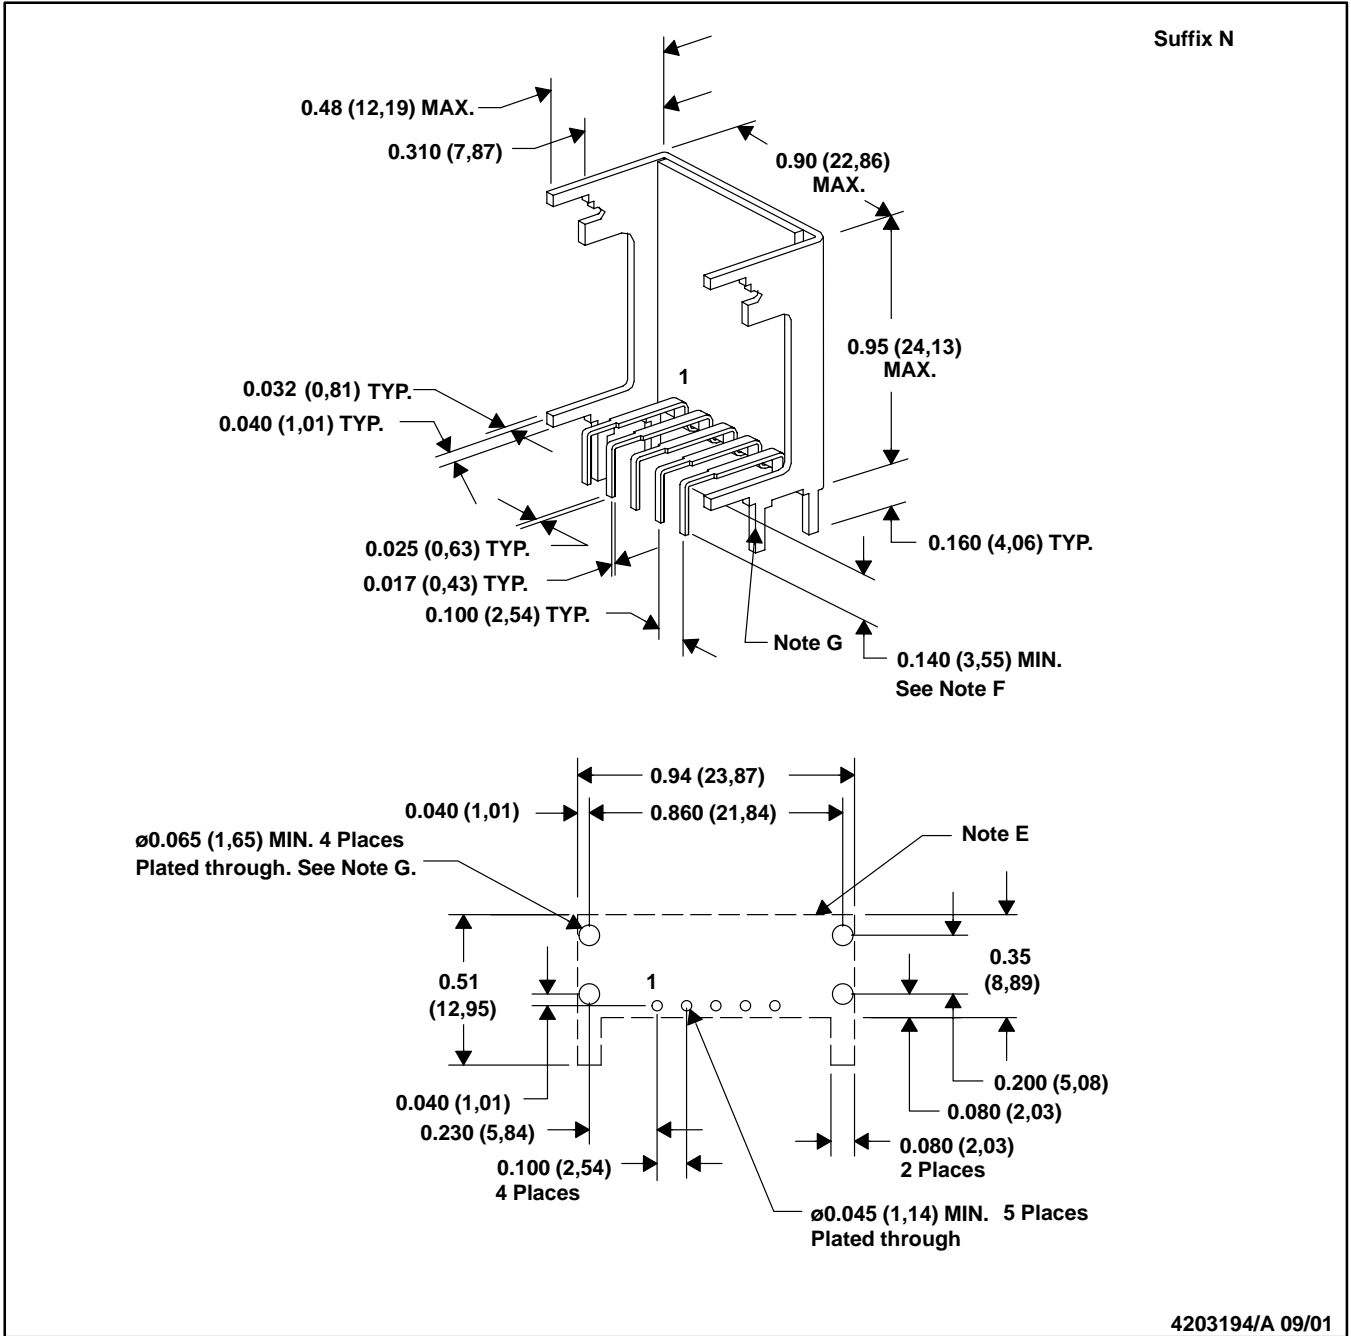 Suffix N
0.48 (12,19) MAX.
0.310 (7,87)
0.90 (22,86)
MAX.
0.95 (24,13)
MAX.
1
0.032 (0,81) TYP.
0.040 (1,01) TYP.
0.025 (0,63) TYP.
0.017 (0,43) TYP.
0.100 (2,54) TYP.
0.160 (4,06) TYP.
Note G
0.140 (3,55) MIN.
See Note F
0.94 (23,87)
0.040 (1,01)
0.860 (21,84)
ø0.065 (1,65) MIN. 4 Places
Plated through. See Note G.
Note E
0.51
(12,95)
1
0.35
(8,89)
0.040 (1,01)
0.230 (5,84)
0.100 (2,54)
4 Places
0.200 (5,08)
0.080 (2,03)
0.080 (2,03)
2 Places
ø0.045 (1,14) MIN. 5 Places
Plated through
4203194/A 09/01